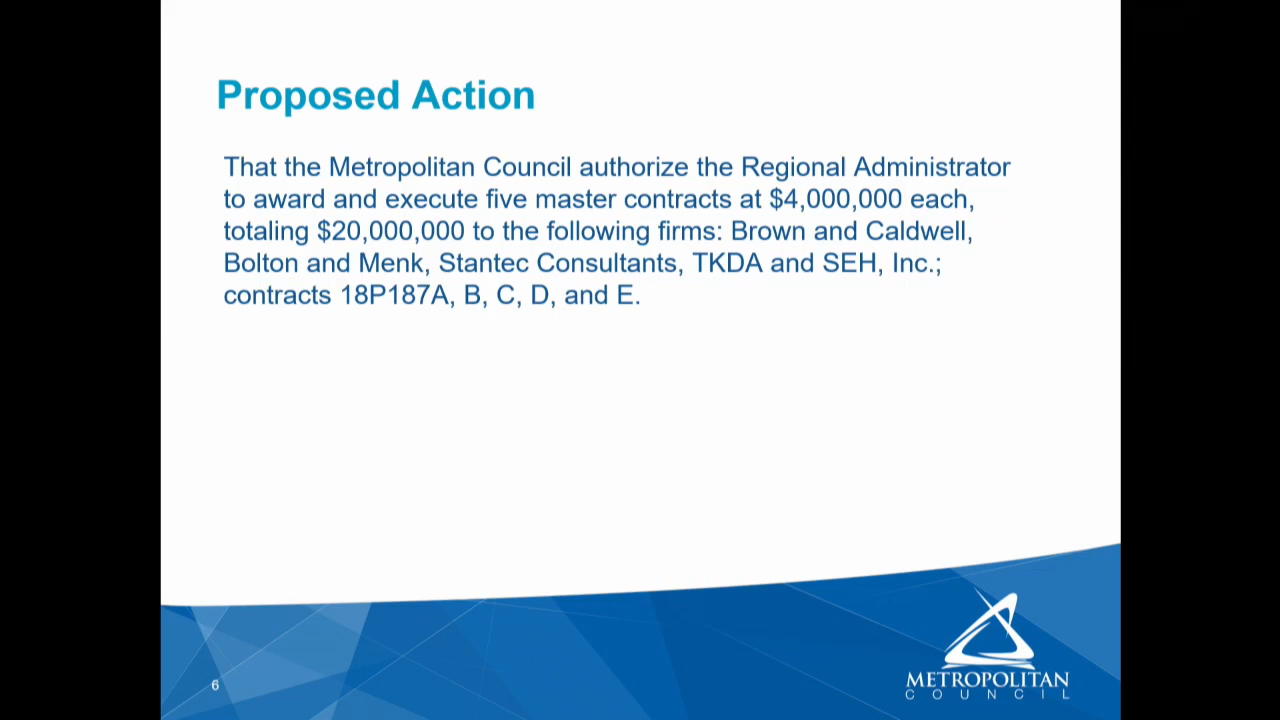 Proposed Action
That the Metropolitan Council authorize the Regional Administrator
to award and execute five master contracts at $4,000,000 each,
totaling $20,000,000 to the following firms: Brown and Caldwell,
Bolton and Menk, Stantec Consultants, TKDA and SEH, Inc.;
contracts 18P187A, B, C, D, and E.
6
METROPOLITAN
COUNCIL